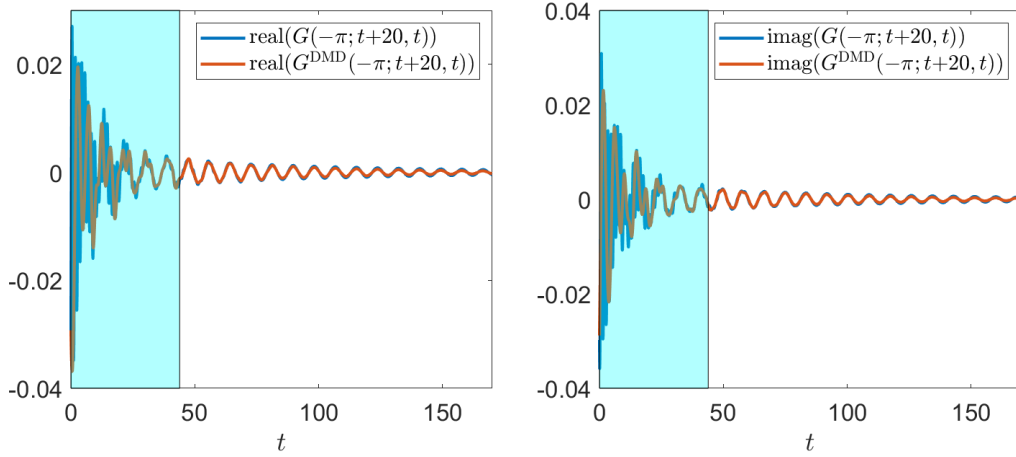 real(G(−π; t+20, t))
real(G^DMD(−π; t+20, t))
0.02
0
-0.02
-0.04
0 50 100 150
t
imag(G(−π; t+20, t))
imag(G^DMD(−π; t+20, t))
0.04
0.02
0
-0.02
-0.04
0 50 100 150
t